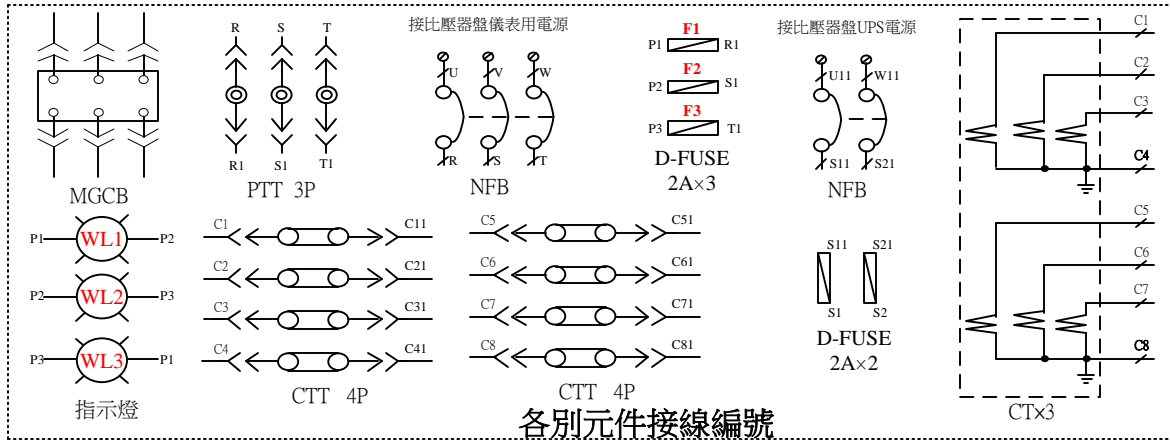 MGCB
R S T
R1 S1 T1
PTT 3P
接比壓器盤儀表用電源
U V W
R S T
NFB
F1
P1 R1
F2
P2 S1
F3
P3 T1
D-FUSE
2A×3
接比壓器盤UPS電源
U11 W11
S11 S21
NFB
C1
C2
C3
C4
C5
C6
C7
C8
CT×3
P1 WL1 P2
P2 WL2 P3
P3 WL3 P1
指示燈
C1 C11
C2 C21
C3 C31
C4 C41
CTT 4P
C5 C51
C6 C61
C7 C71
C8 C81
CTT 4P
S11 S21
S1 S2
D-FUSE
2A×2
各別元件接線編號